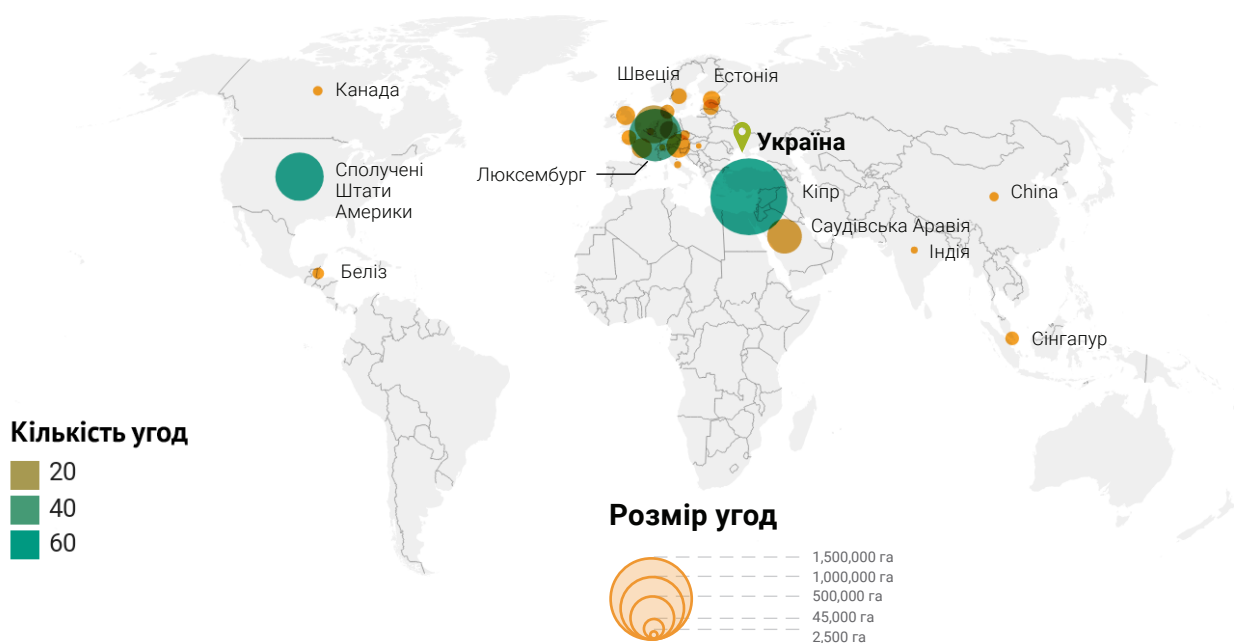 Швеція
Естонія
Канада
Україна
Сполучені
Штати
Америки
Люксембург
Кіпр
China
Саудівська Аравія
Індія
Беліз
Сінгапур
Кількість угод
20
40
60
Розмір угод
1,500,000 га
1,000,000 га
500,000 га
45,000 га
2,500 га